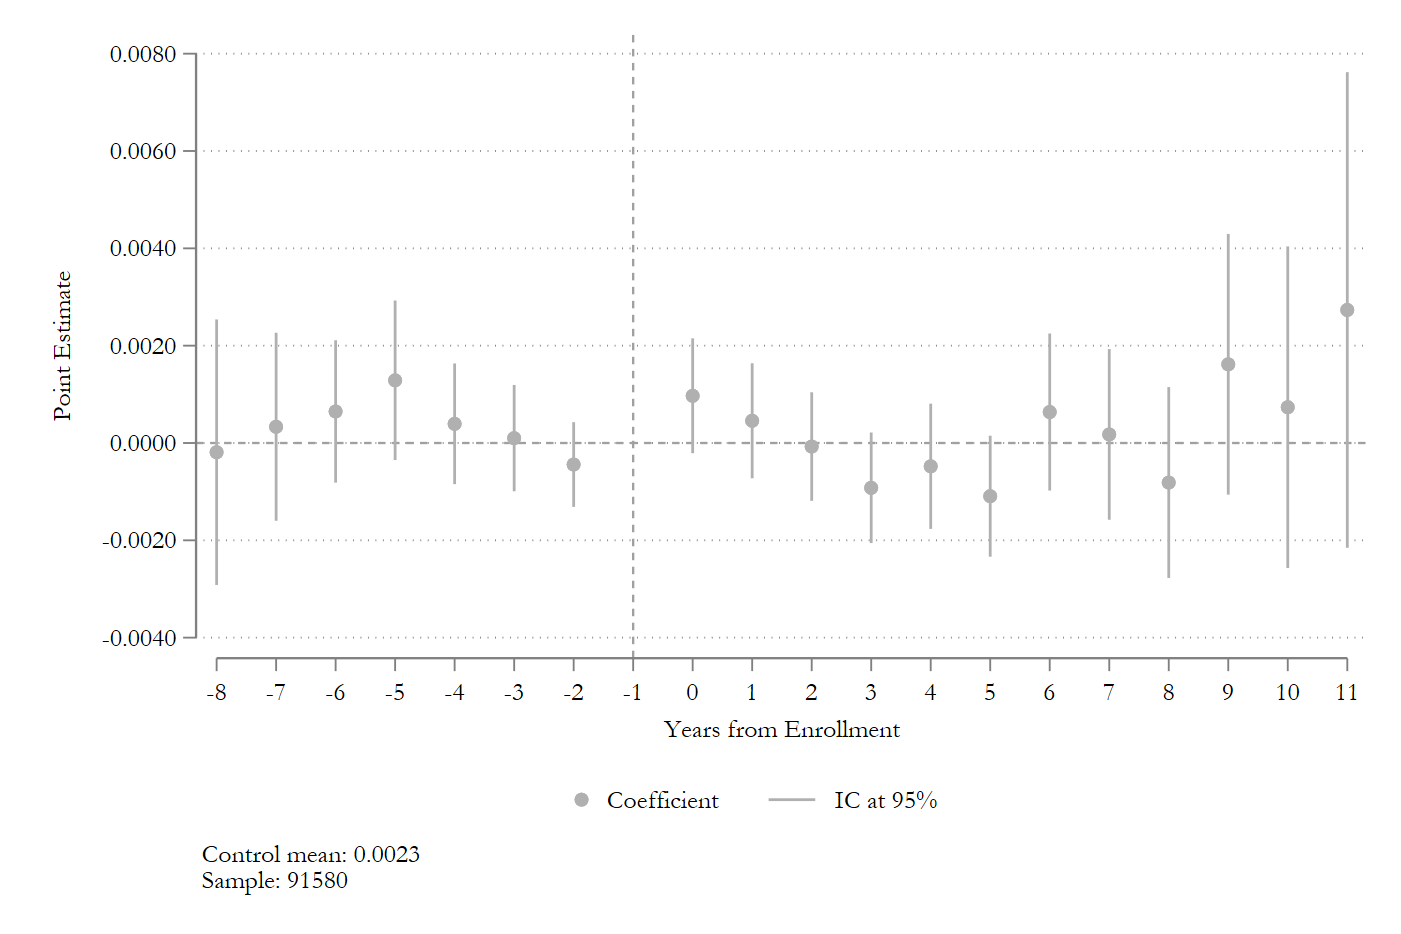 0.0080
0.0060
0.0040
0.0020
0.0000
-0.0020
-0.0040
Point Estimate
-8 -7 -6 -5 -4 -3 -2 -1 0 1 2 3 4 5 6 7 8 9 10 11
Years from Enrollment
Coefficient IC at 95%
Control mean: 0.0023
Sample: 91580